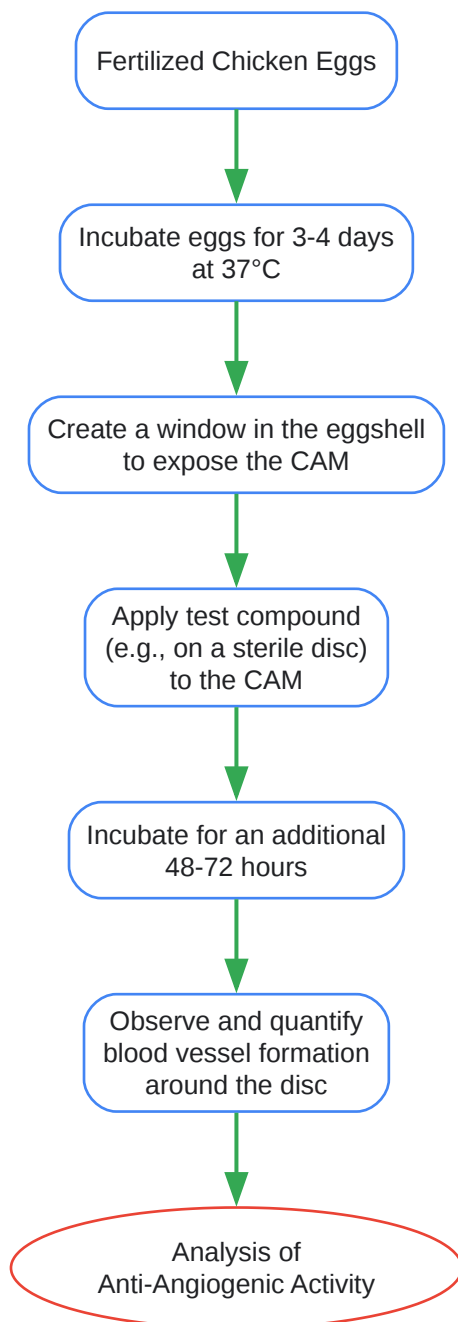 Fertilized Chicken Eggs
Incubate eggs for 3-4 days
at 37°C
Create a window in the eggshell
to expose the CAM
Apply test compound
(e.g., on a sterile disc)
to the CAM
Incubate for an additional
48-72 hours
Observe and quantify
blood vessel formation
around the disc
Analysis of
Anti-Angiogenic Activity